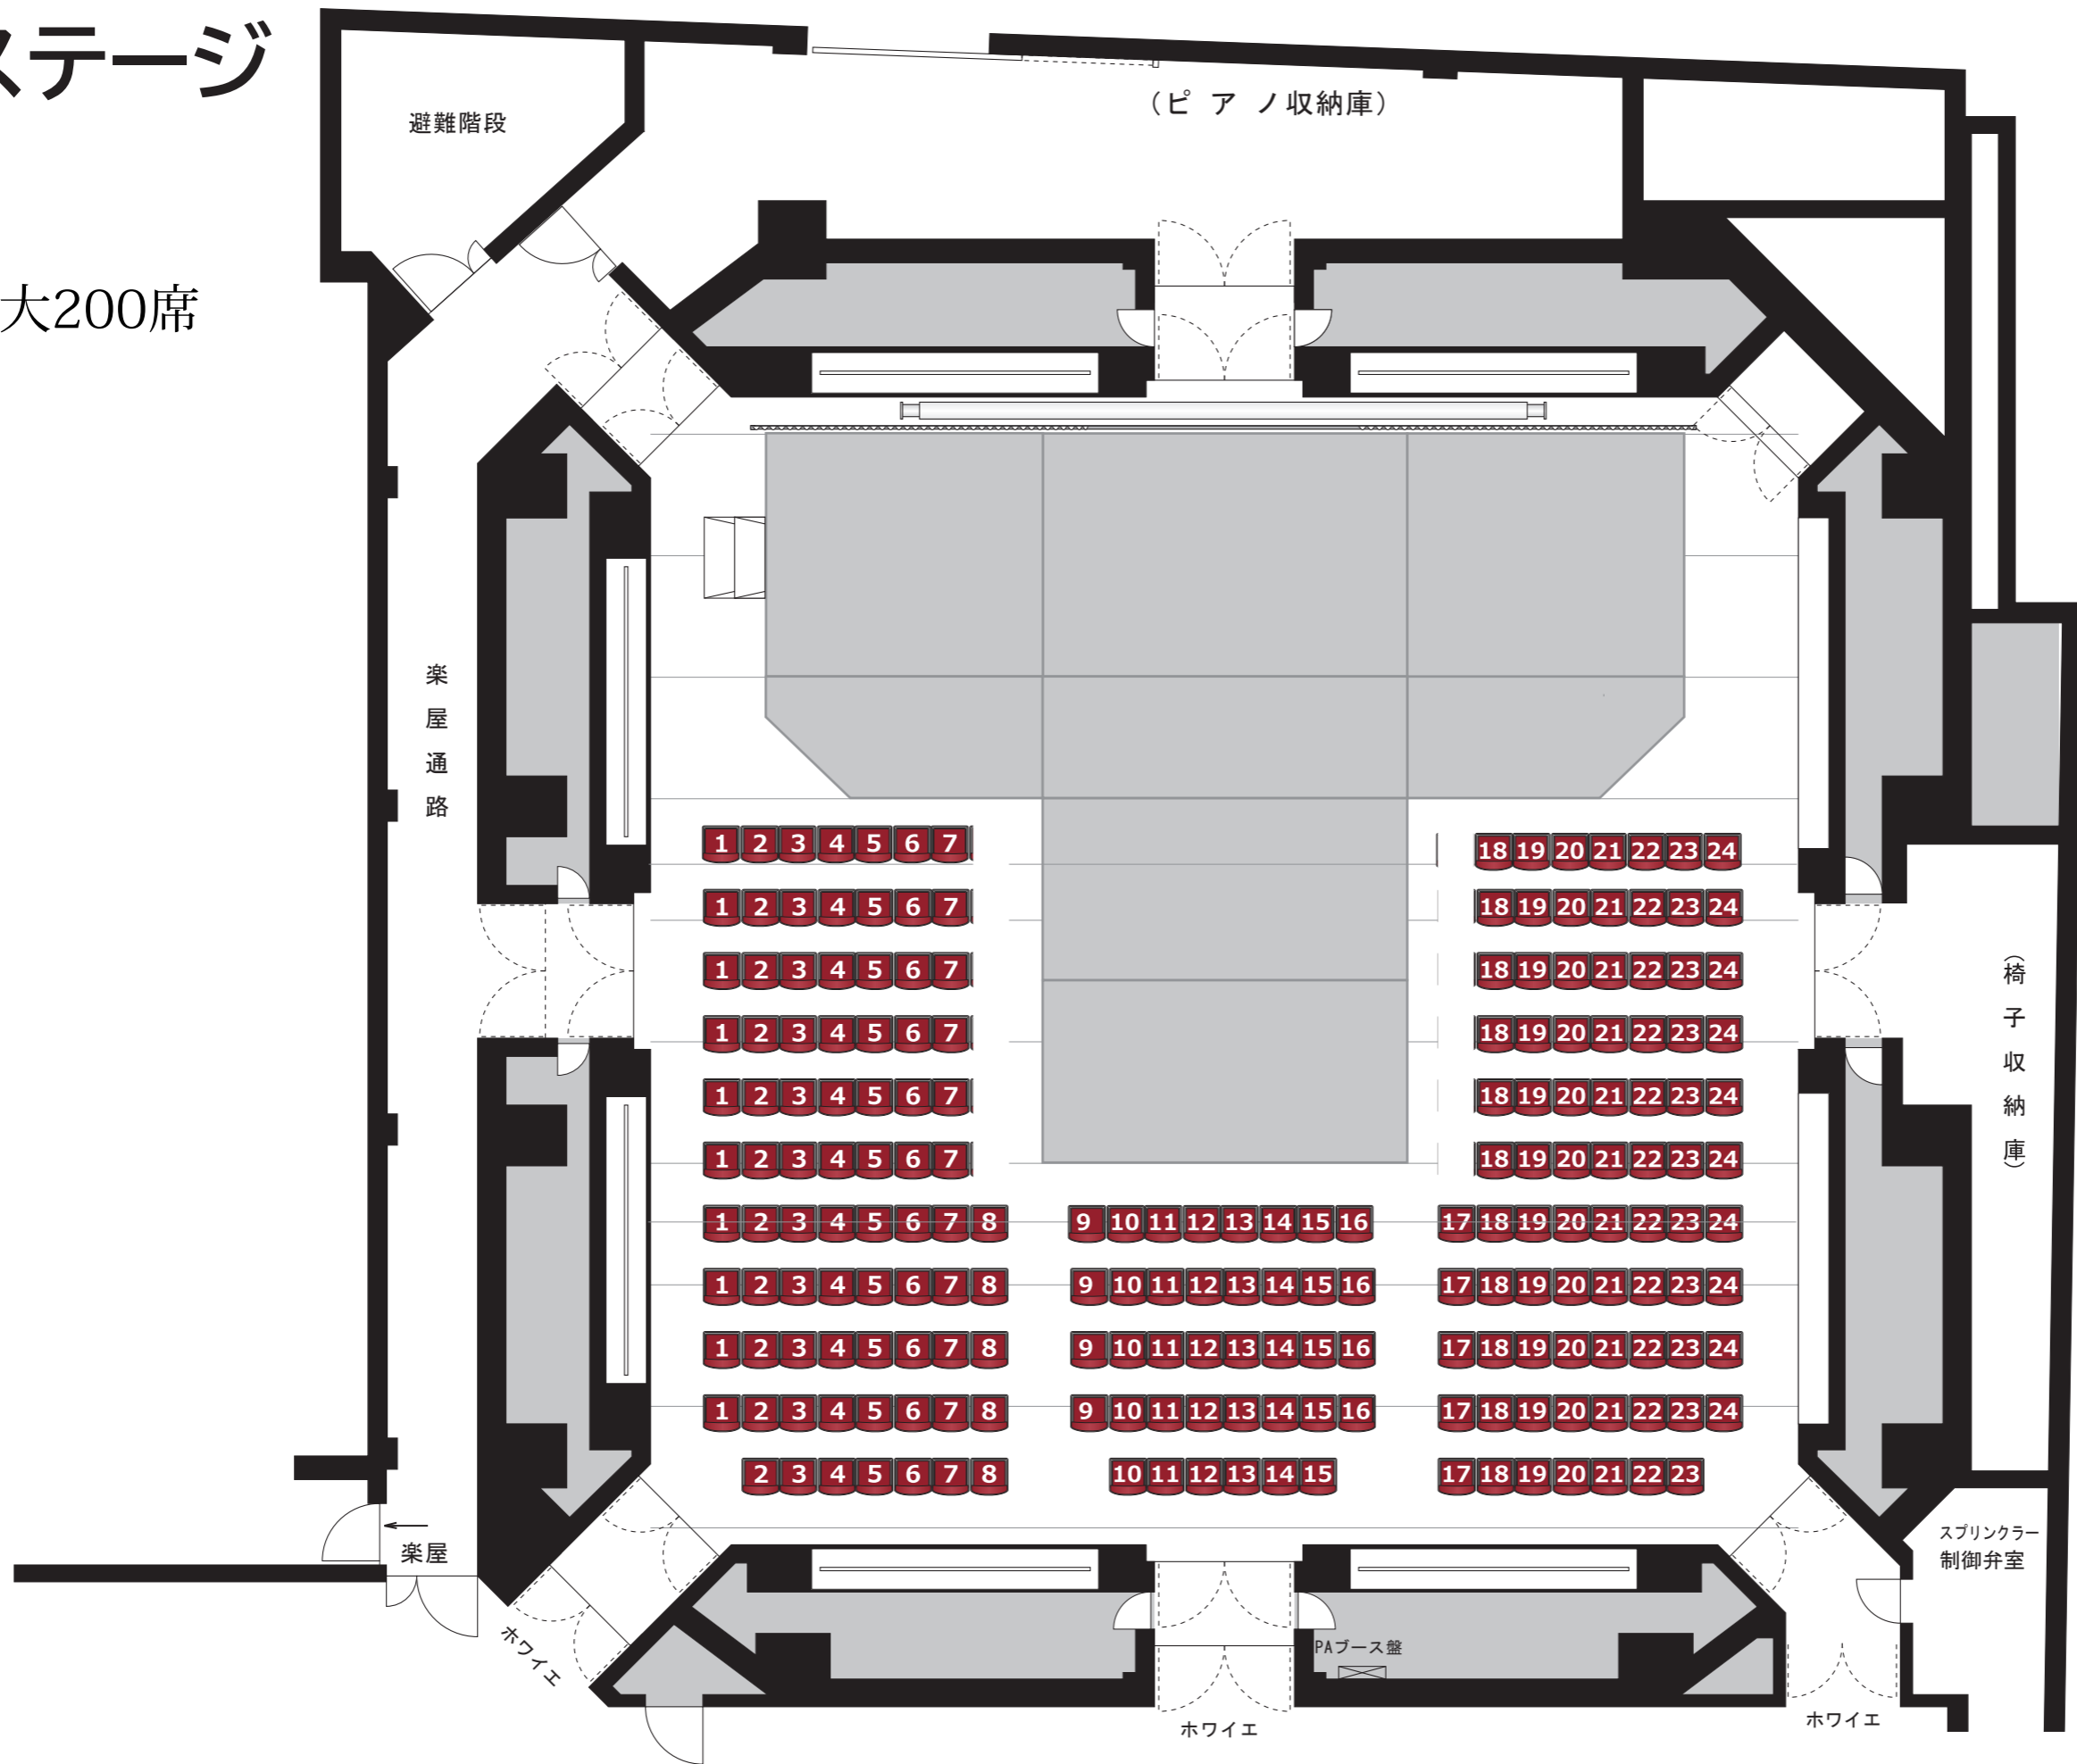 ステージ
大200席
避難階段
(ピアノ収納庫)
楽屋通路
(椅子収納庫)
1 2 3 4 5 6 7 18 19 20 21 22 23 24
1 2 3 4 5 6 7 18 19 20 21 22 23 24
1 2 3 4 5 6 7 18 19 20 21 22 23 24
1 2 3 4 5 6 7 18 19 20 21 22 23 24
1 2 3 4 5 6 7 18 19 20 21 22 23 24
1 2 3 4 5 6 7 18 19 20 21 22 23 24
1 2 3 4 5 6 7 8 9 10 11 12 13 14 15 16 17 18 19 20 21 22 23 24
1 2 3 4 5 6 7 8 9 10 11 12 13 14 15 16 17 18 19 20 21 22 23 24
1 2 3 4 5 6 7 8 9 10 11 12 13 14 15 16 17 18 19 20 21 22 23 24
1 2 3 4 5 6 7 8 9 10 11 12 13 14 15 16 17 18 19 20 21 22 23 24
2 3 4 5 6 7 8 10 11 12 13 14 15 17 18 19 20 21 22 23
楽屋
スプリンクラー
制御弁室
ホワイエ
PAブース盤
ホワイエ
ホワイエ